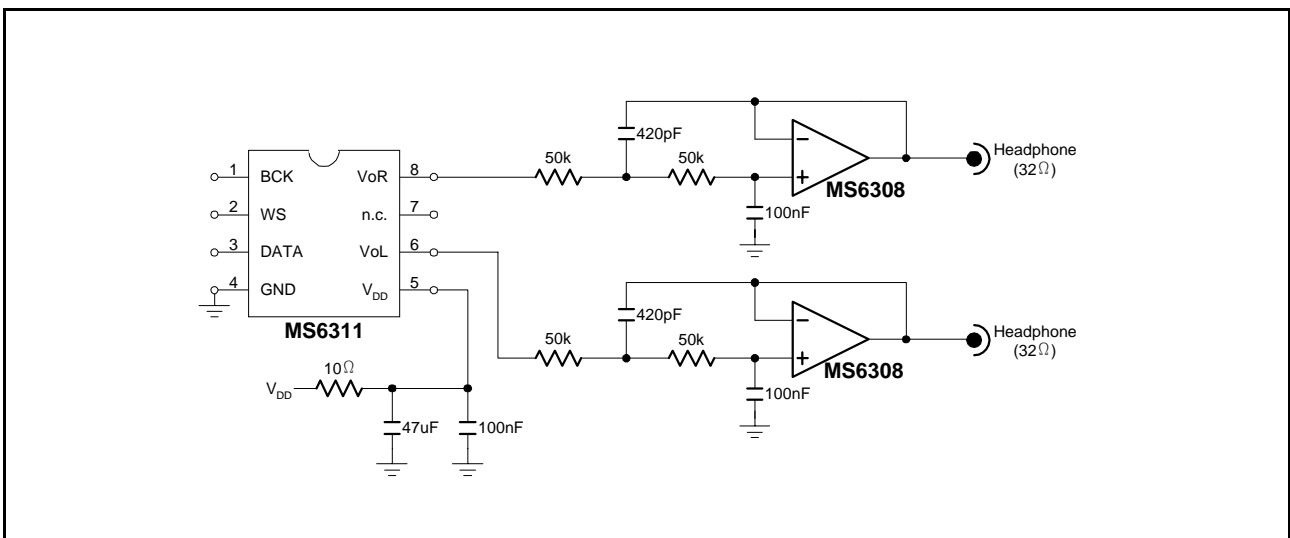 420pF
50k
50k
Headphone
(32Ω)
MS6308
100nF
1 BCK VoR 8
2 WS n.c. 7
3 DATA VoL 6
4 GND VDD 5
MS6311
420pF
50k
50k
Headphone
(32Ω)
MS6308
100nF
10Ω
VDD
47uF
100nF